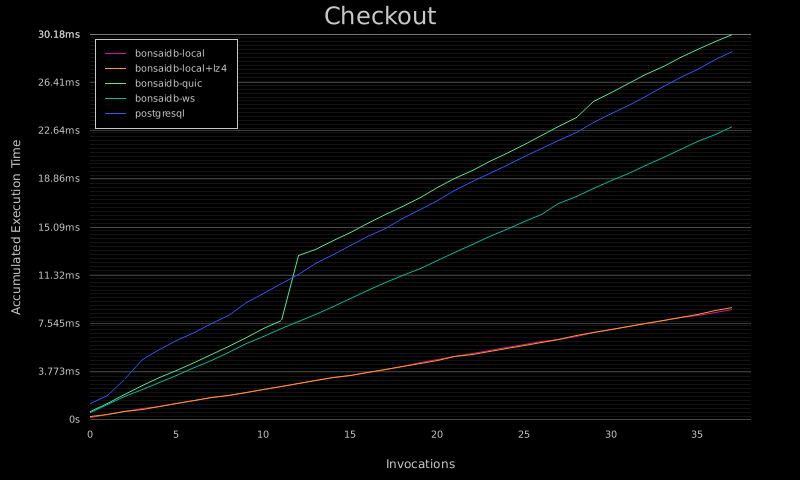 Checkout
30.18ms
26.41ms
22.64ms
18.86ms
15.09ms
11.32ms
7.545ms
3.773ms
0s
bonsaidb-local
bonsaidb-local+lz4
bonsaidb-quic
bonsaidb-ws
postgresql
Accumulated Execution Time
0 5 10 15 20 25 30 35
Invocations